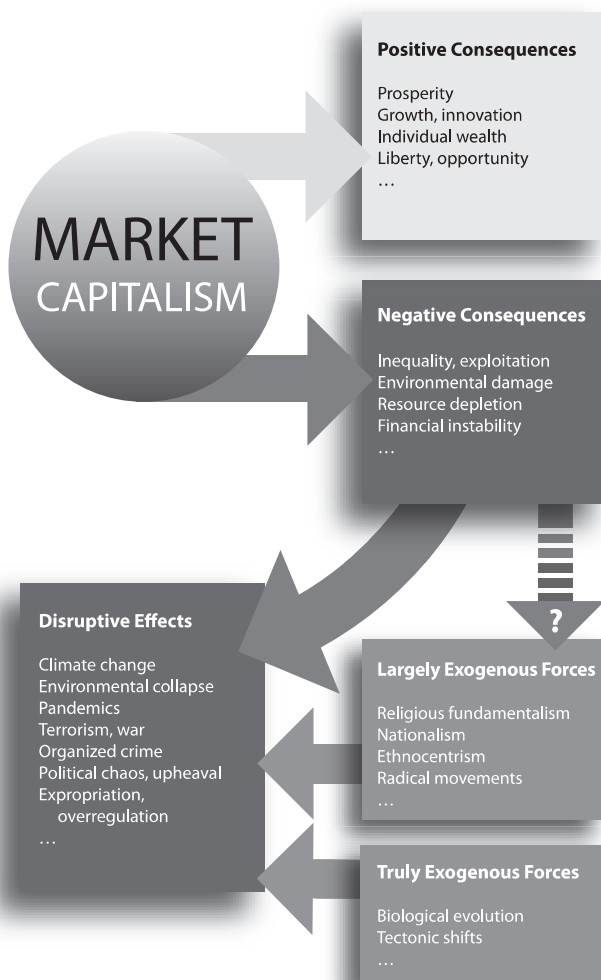 MARKET
CAPITALISM
Positive Consequences
Prosperity
Growth, innovation
Individual wealth
Liberty, opportunity
…
Negative Consequences
Inequality, exploitation
Environmental damage
Resource depletion
Financial instability
…
?
Disruptive Effects
Climate change
Environmental collapse
Pandemics
Terrorism, war
Organized crime
Political chaos, upheaval
Expropriation,
overregulation
…
Largely Exogenous Forces
Religious fundamentalism
Nationalism
Ethnocentrism
Radical movements
…
Truly Exogenous Forces
Biological evolution
Tectonic shifts
…